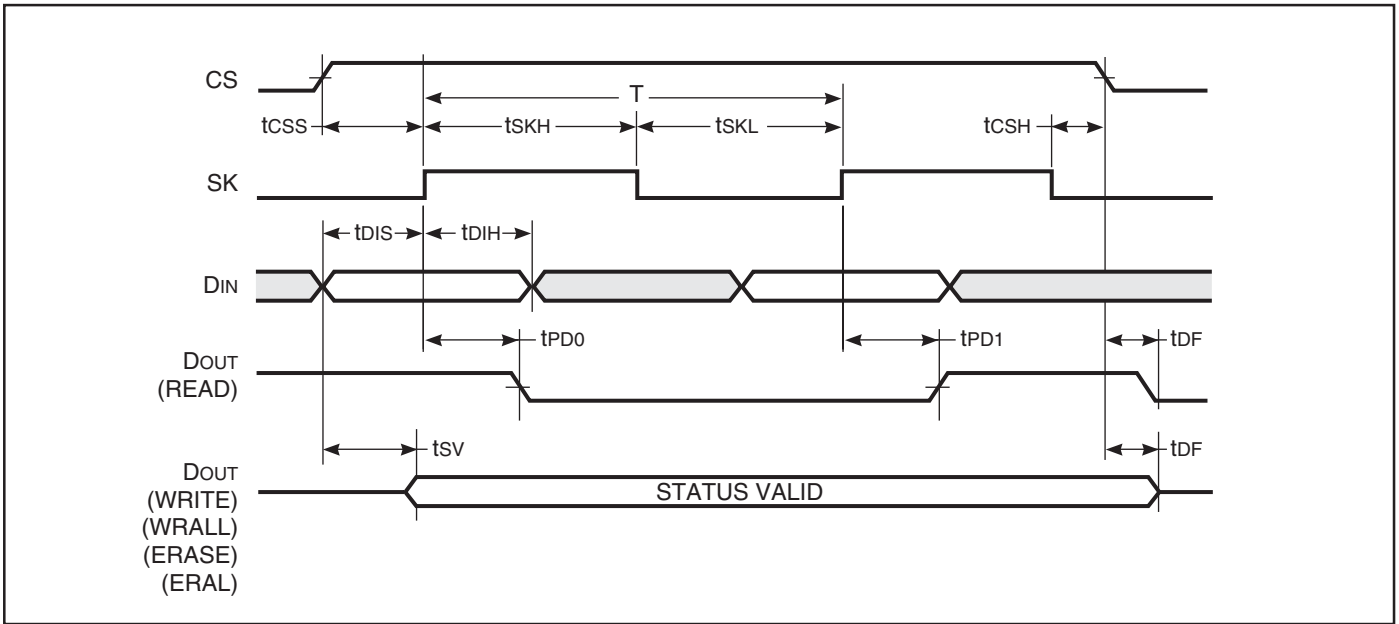 CS
T
tCSS
tSKH
tSKL
tCSH
SK
tDIS
tDIH
DIN
tPD0
tPD1
tDF
DOUT
(READ)
tSV
tDF
DOUT
(WRITE)
(WRALL)
(ERASE)
(ERAL)
STATUS VALID